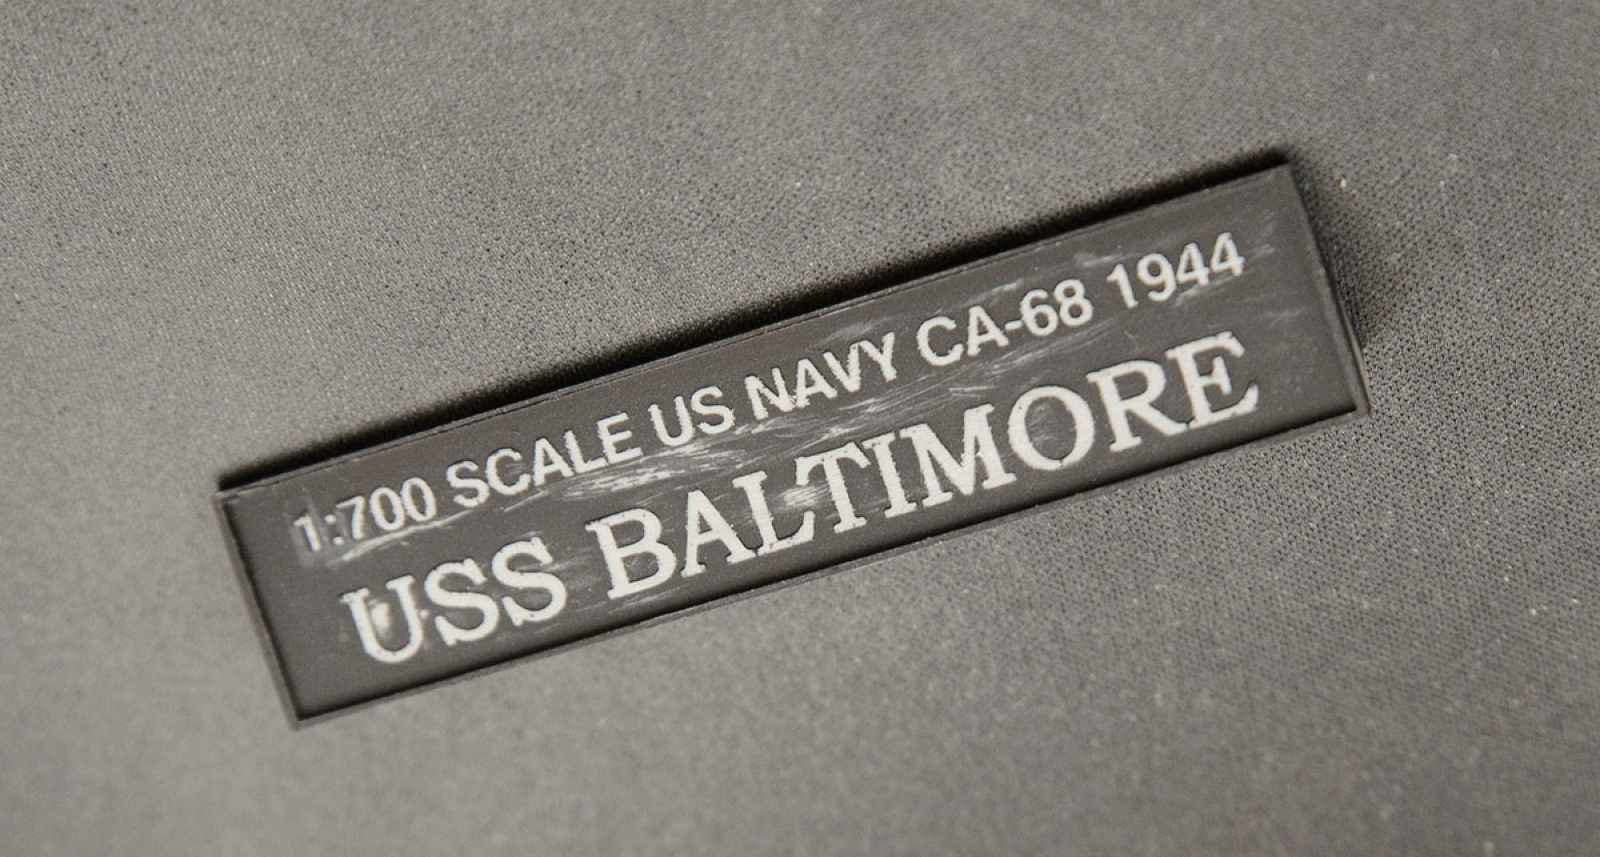 1:700 SCALE US NAVY CA-68 1944
USS BALTIMORE